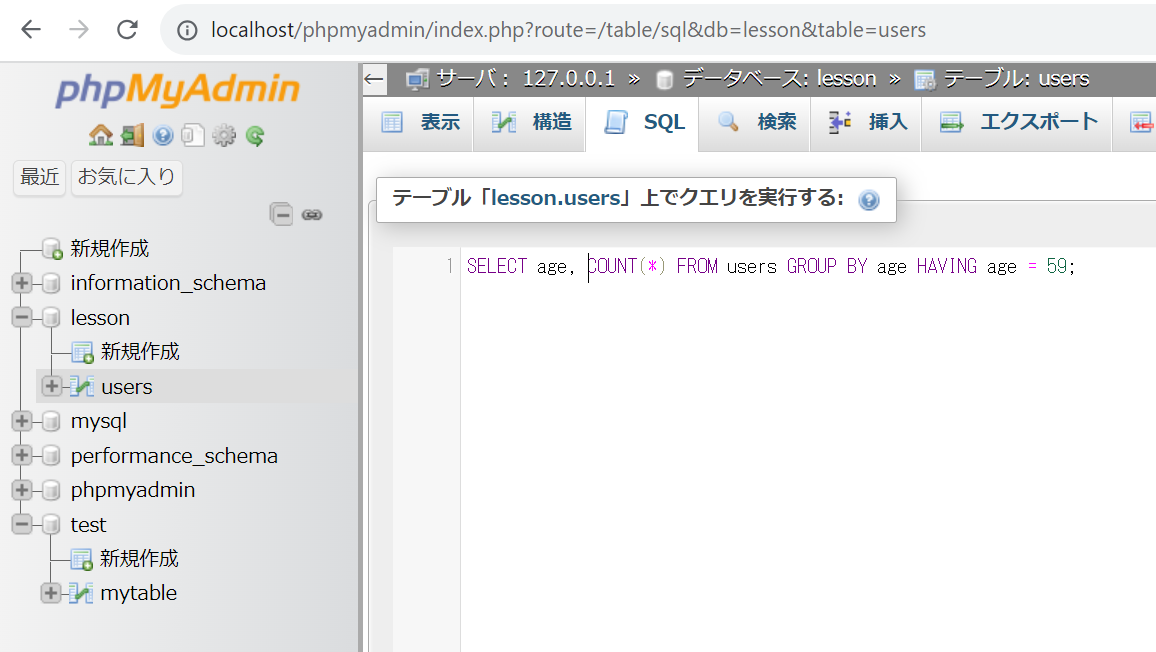 localhost/phpmyadmin/index.php?route=/table/sql&db=lesson&table=users
phpMyAdmin
最近 お気に入り
新規作成
information_schema
lesson
新規作成
users
mysql
performance_schema
phpmyadmin
test
新規作成
mytable
サーバ: 127.0.0.1 » データベース: lesson » テーブル: users
表示 構造 SQL 検索 挿入 エクスポート
テーブル「lesson.users」上でクエリを実行する:
1 SELECT age, COUNT(*) FROM users GROUP BY age HAVING age = 59;